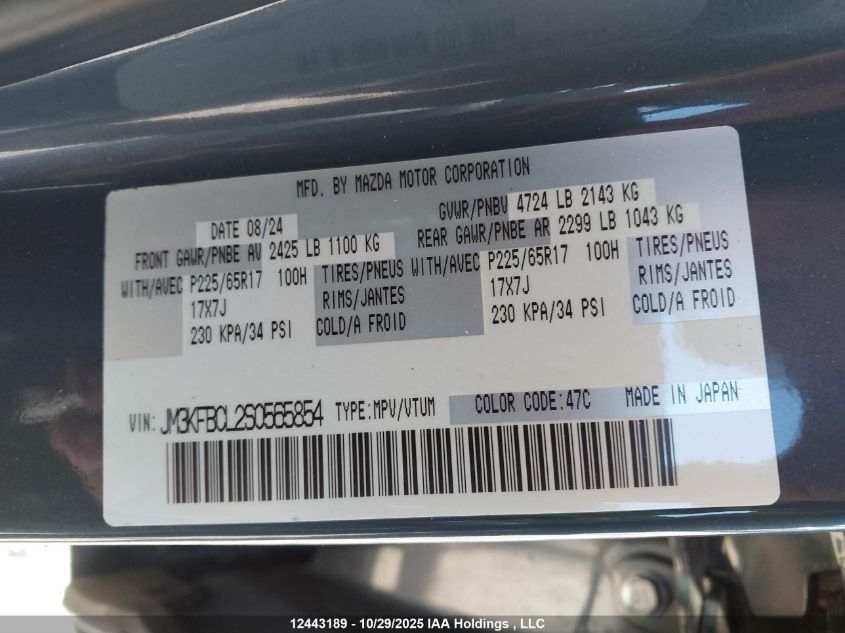 MFD. BY MAZDA MOTOR CORPORATION
DATE 08/24
GVWR/PNBV 4724 LB 2143 KG
FRONT GAWR/PNBE AV 2425 LB 1100 KG
REAR GAWR/PNBE AR 2299 LB 1043 KG
WITH/AVEC P225/65R17 100H TIRES/PNEUS WITH/AVEC P225/65R17 100H TIRES/PNEUS
17X7J RIMS/JANTES 17X7J RIMS/JANTES
230 KPA/34 PSI COLD/A FROID 230 KPA/34 PSI COLD/A FROID
VIN: JM3KFBCL2S0565854 TYPE:MPV/VTUM COLOR CODE:47C MADE IN JAPAN
12443189 - 10/29/2025 IAA Holdings , LLC